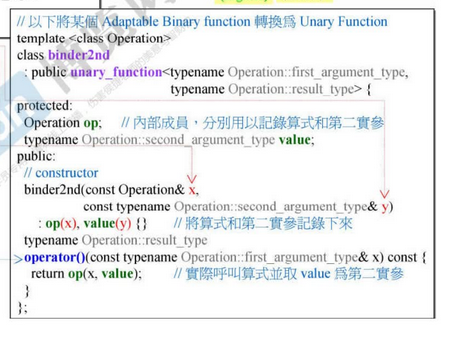 // 以下將某個 Adaptable Binary function 轉換爲 Unary Function
template <class Operation>
class binder2nd
: public unary_function<typename Operation::first_argument_type,
typename Operation::result_type> {
protected:
Operation op; // 內部成員，分別用以記錄算式和第二實參
typename Operation::second_argument_type value;
public:
// constructor
binder2nd(const Operation& x,
const typename Operation::second_argument_type& y)
: op(x), value(y) {} // 將算式和第二實參記錄下來
typename Operation::result_type
operator()(const typename Operation::first_argument_type& x) const {
return op(x, value); // 實際呼叫算式並取 value 爲第二實參
}
};